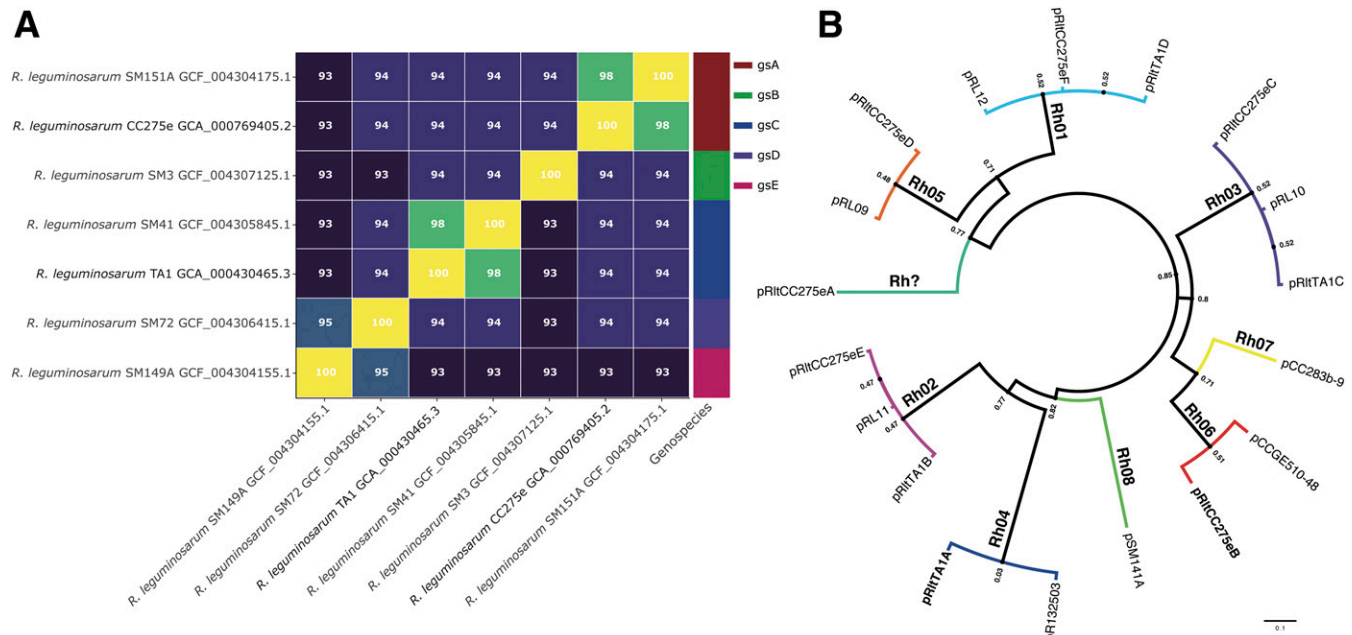 A
R. leguminosarum SM151A GCF_004304175.1
93 94 94 94 94 98 100
R. leguminosarum CC275e GCA_000769405.2
93 94 94 94 94 100 98
R. leguminosarum SM3 GCF_004307125.1
93 93 94 94 100 94 94
R. leguminosarum SM41 GCF_004305845.1
93 94 98 100 93 94 94
R. leguminosarum TA1 GCA_000430465.3
93 94 100 98 93 94 94
R. leguminosarum SM72 GCF_004306415.1
95 100 94 94 93 94 94
R. leguminosarum SM149A GCF_004304155.1
100 95 93 93 93 93 93
R. leguminosarum SM149A GCF_004304155.1
R. leguminosarum SM72 GCF_004306415.1
R. leguminosarum TA1 GCA_000430465.3
R. leguminosarum SM41 GCF_004305845.1
R. leguminosarum SM3 GCF_004307125.1
R. leguminosarum CC275e GCA_000769405.2
R. leguminosarum SM151A GCF_004304175.1
Genospecies
gsA
gsB
gsC
gsD
gsE
B
pRL12
pRltCC275eF
pRltTA1D
0.52
0.52
Rh01
0.71
pRltCC275eD
0.48
Rh05
pRL09
0.77
Rh?
pRltCC275eA
pRltCC275eC
Rh03
0.52
pRL10
0.52
pRltTA1C
0.85
0.8
Rh07
pCC283b-9
0.71
Rh06
0.51
pCCGE510-48
pRltCC275eB
pRltCC275eE
0.47
Rh02
pRL11
0.47
pRltTA1B
0.77
0.82
Rh08
pSM141A
Rh04
pRltTA1A
0.03
pR132503
0.1